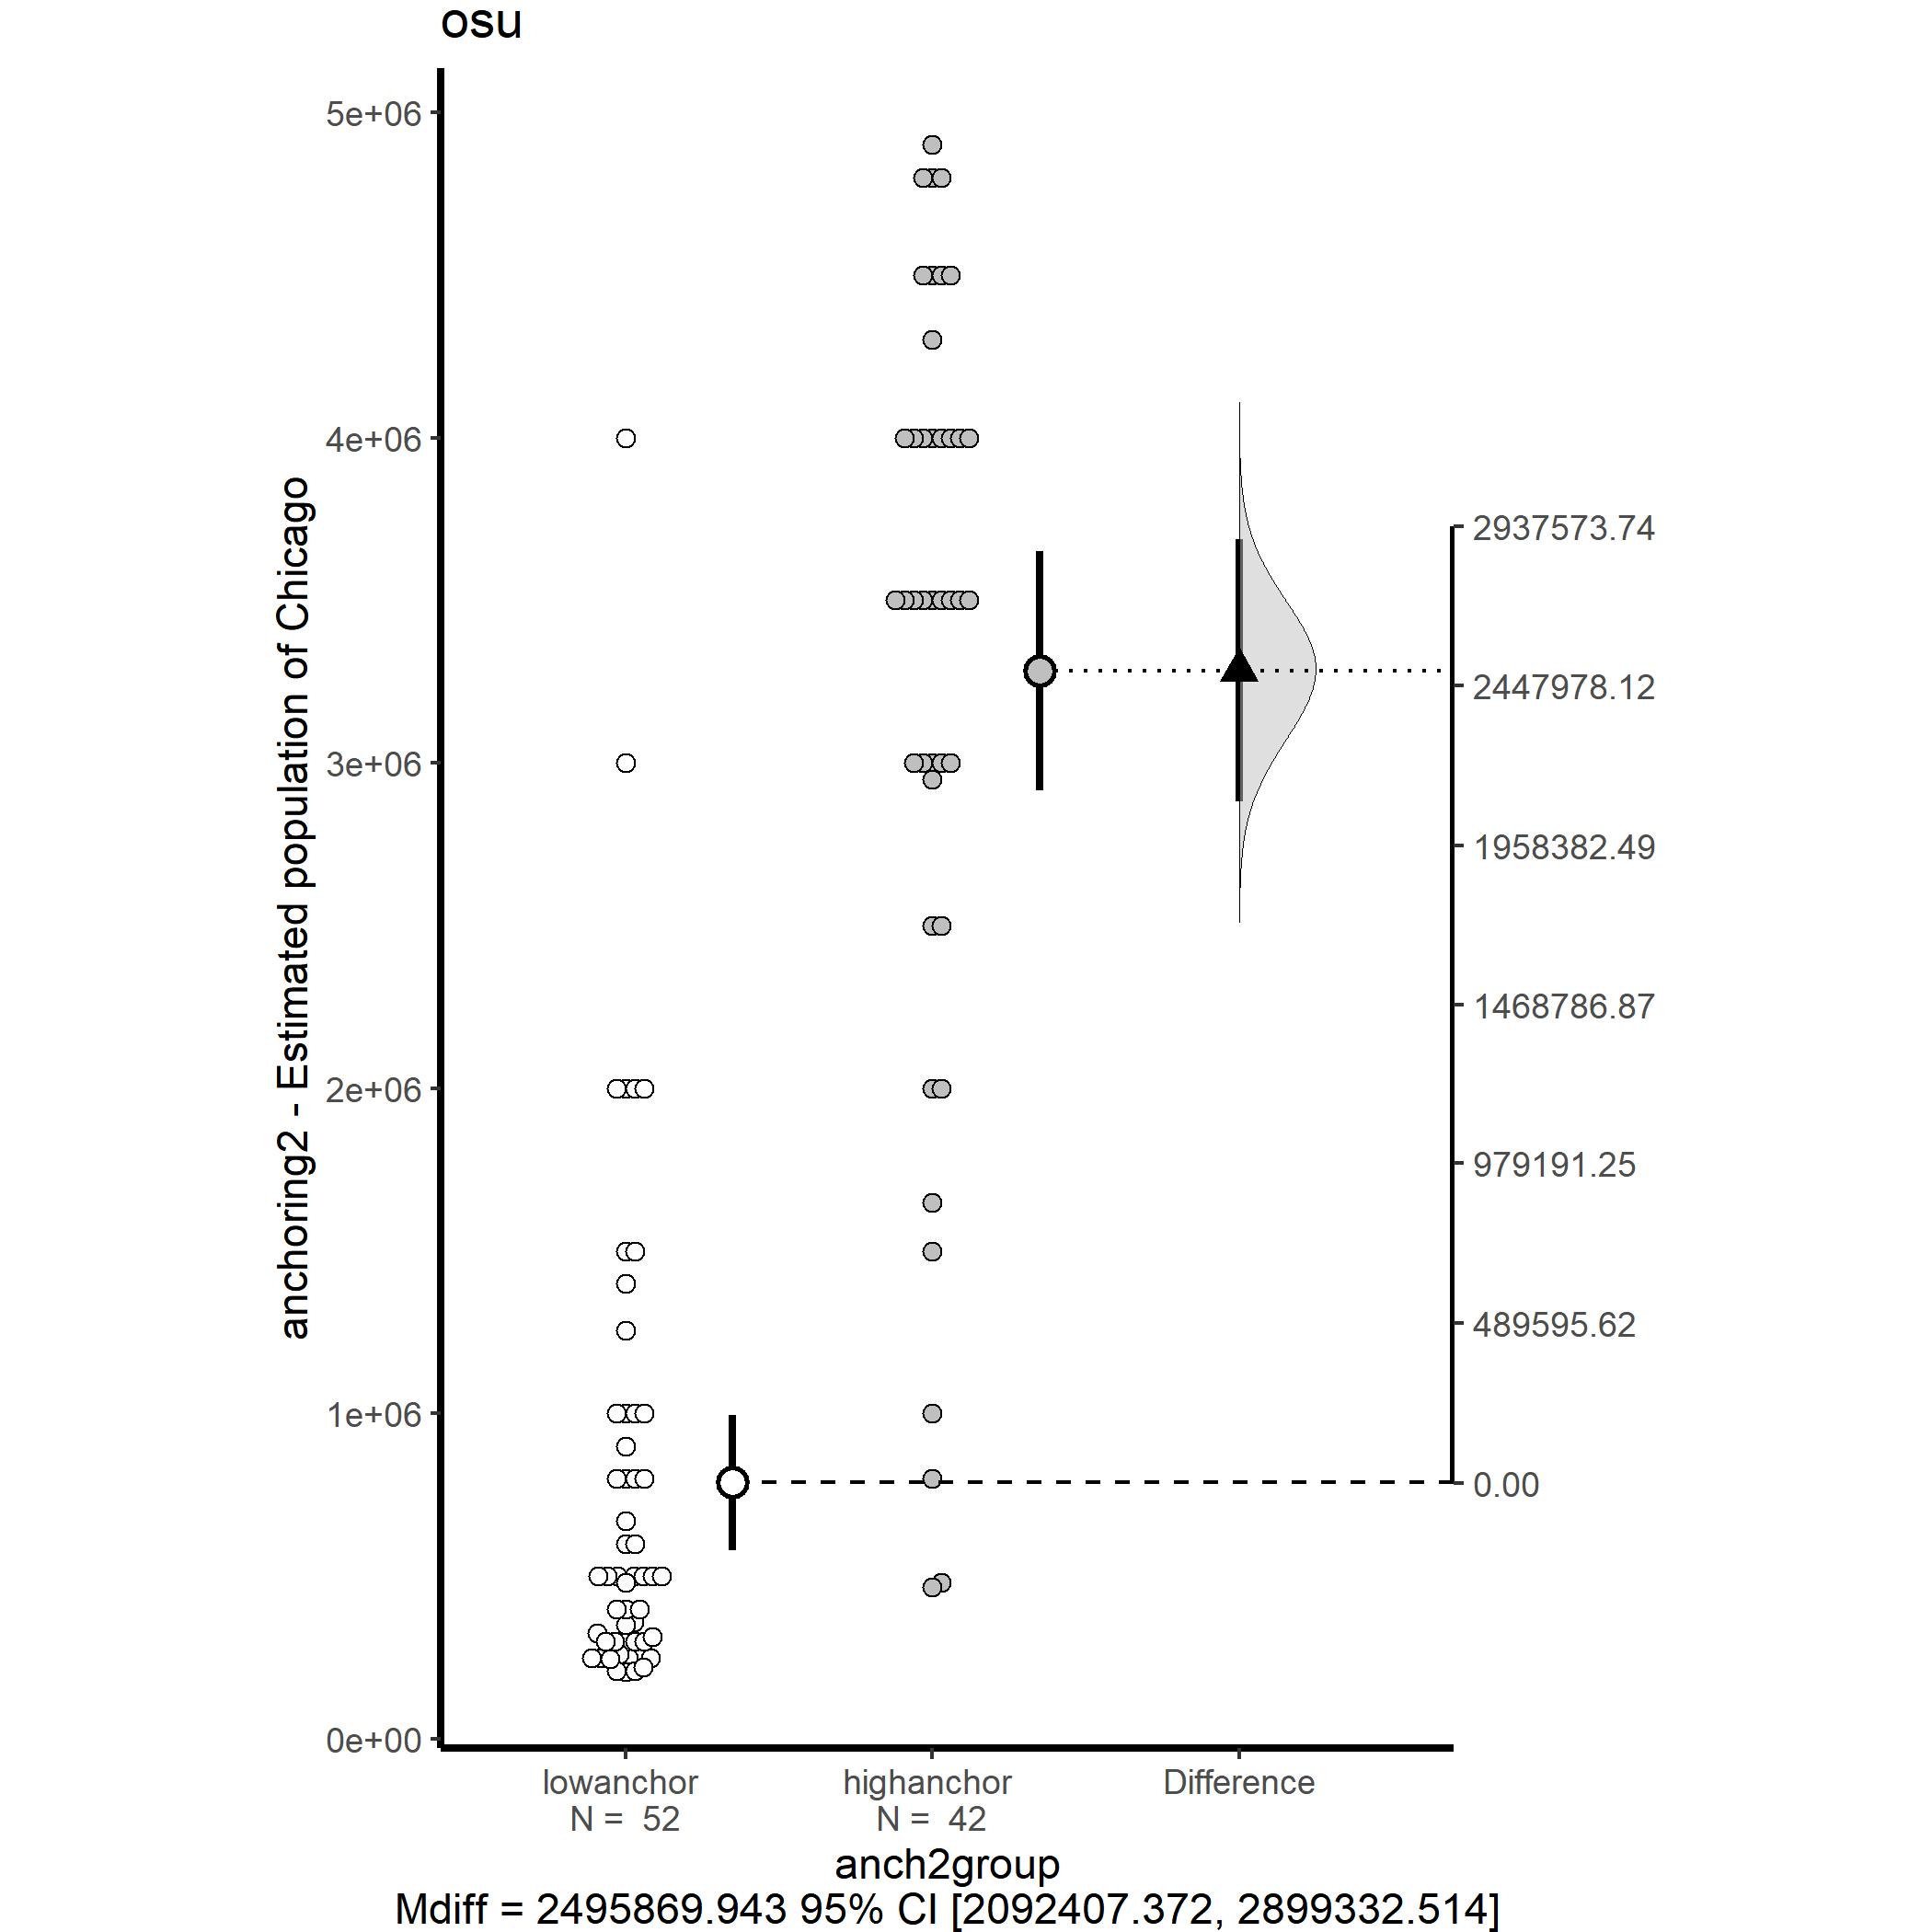 osu
anchoring2 - Estimated population of Chicago
5e+06
4e+06
3e+06
2e+06
1e+06
0e+00
2937573.74
2447978.12
1958382.49
1468786.87
979191.25
489595.62
0.00
lowanchor
N =  52
highanchor
N =  42
Difference
anch2group
Mdiff = 2495869.943 95% CI [2092407.372, 2899332.514]